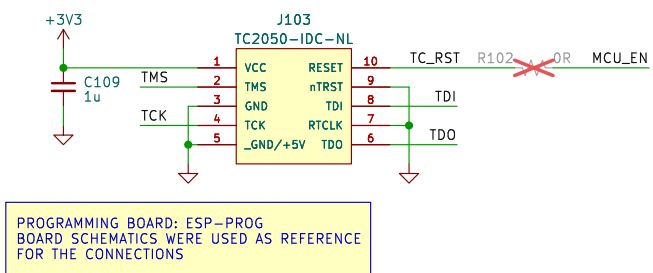 +3V3
J103
TC2050-IDC-NL
C109
1u
TMS
TCK
1 VCC RESET 10
2 TMS nTRST 9
3 GND TDI 8
4 TCK RTCLK 7
5 _GND/+5V TDO 6
TC_RST R102 0R MCU_EN
TDI
TDO
PROGRAMMING BOARD: ESP-PROG
BOARD SCHEMATICS WERE USED AS REFERENCE
FOR THE CONNECTIONS